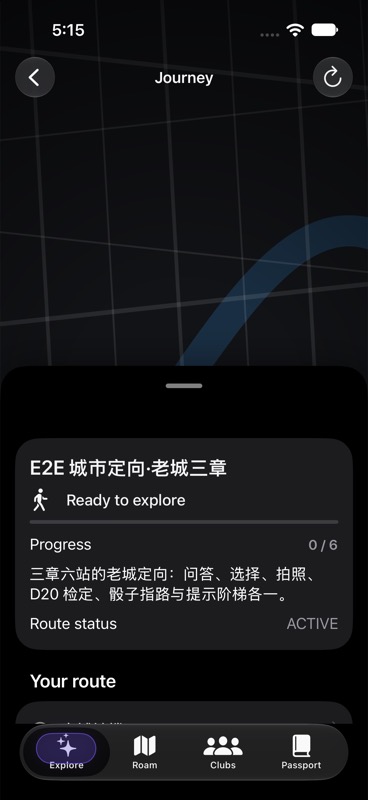 5:15
Journey
E2E 城市定向·老城三章
Ready to explore
Progress
0 / 6
三章六站的老城定向：问答、选择、拍照、
D20 检定、骰子指路与提示阶梯各一。
Route status
ACTIVE
Your route
Explore
Roam
Clubs
Passport